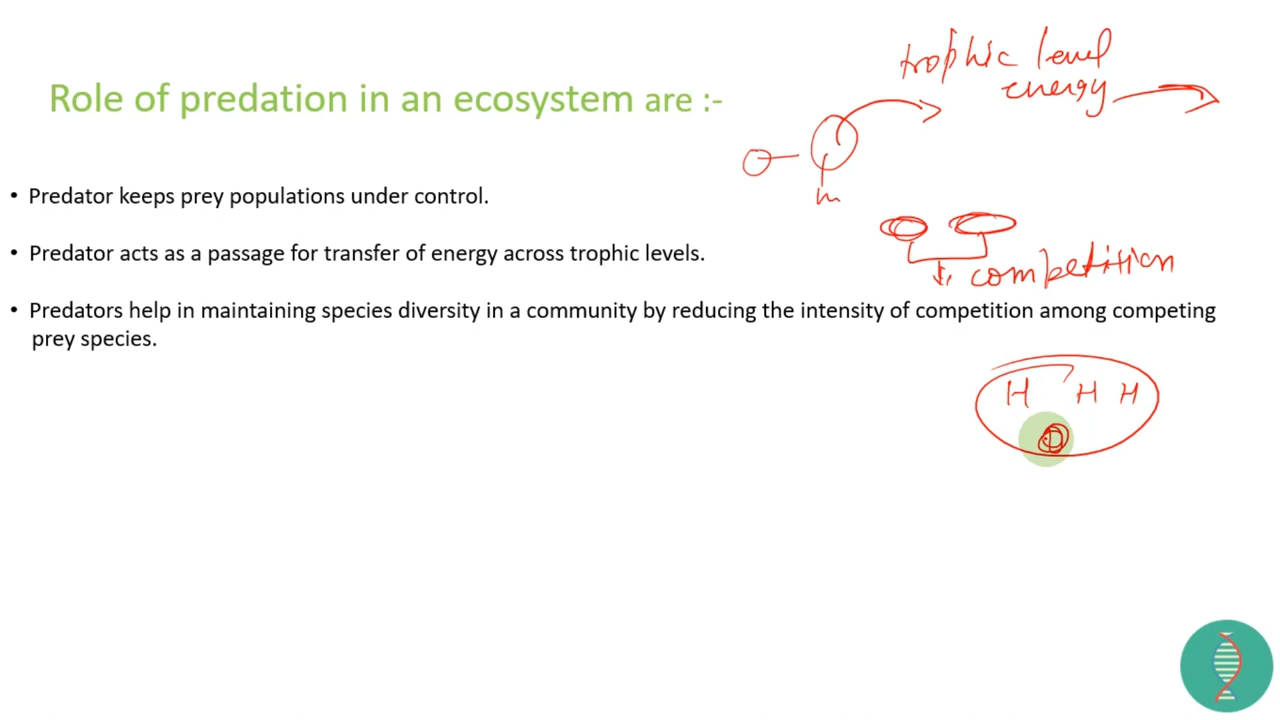 trophic level
energy
Role of predation in an ecosystem are :-
• Predator keeps prey populations under control.
• Predator acts as a passage for transfer of energy across trophic levels.
competition
• Predators help in maintaining species diversity in a community by reducing the intensity of competition among competing
prey species.
H H H